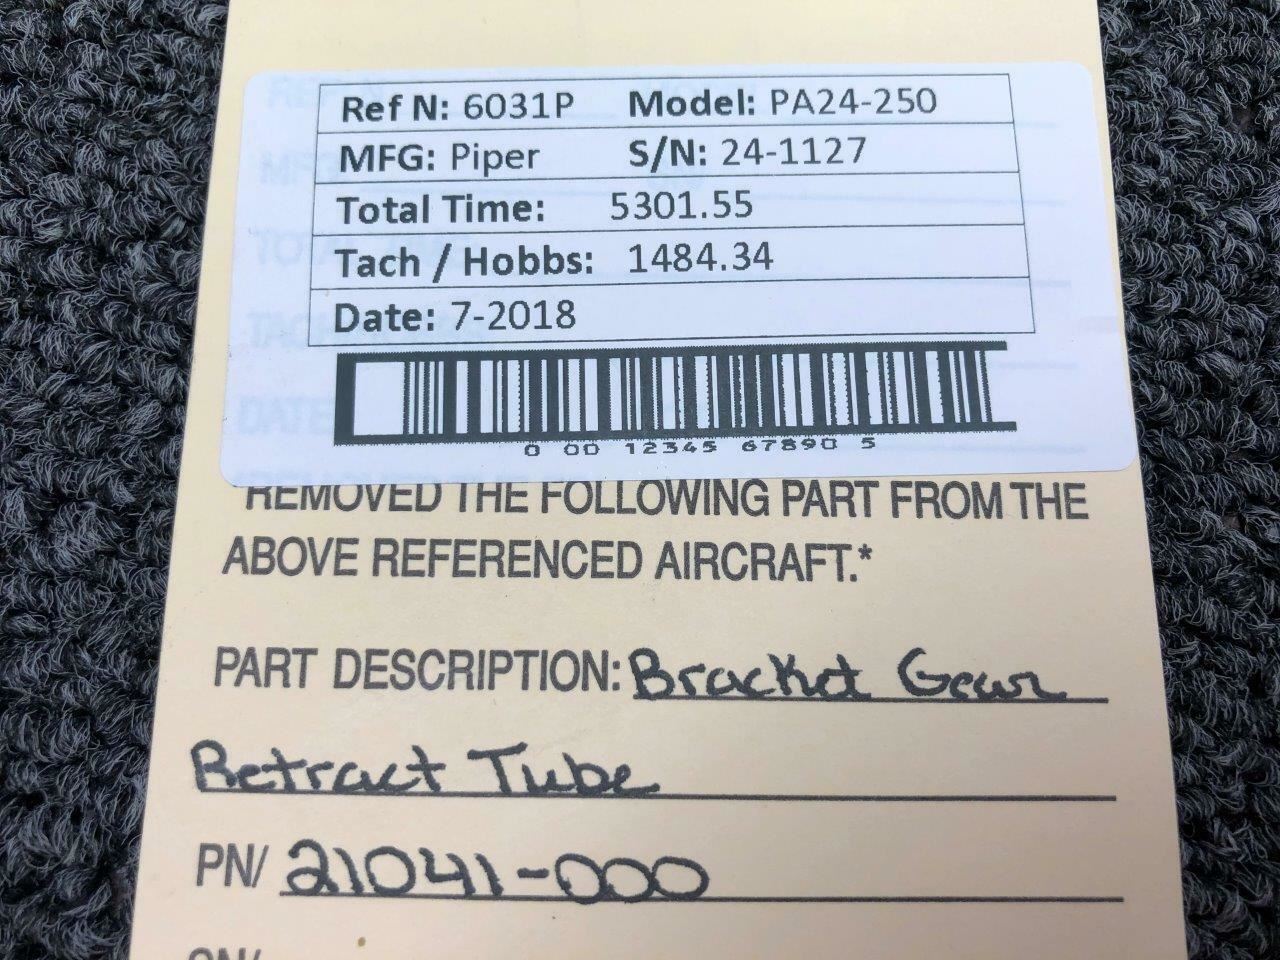 Ref N: 6031P Model: PA24-250
MFG: Piper S/N: 24-1127
Total Time: 5301.55
Tach / Hobbs: 1484.34
Date: 7-2018
0 00 12345 67890 5
REMOVED THE FOLLOWING PART FROM THE
ABOVE REFERENCED AIRCRAFT.*
PART DESCRIPTION: Bracket Gear
Retract Tube
PN/ 21041-000